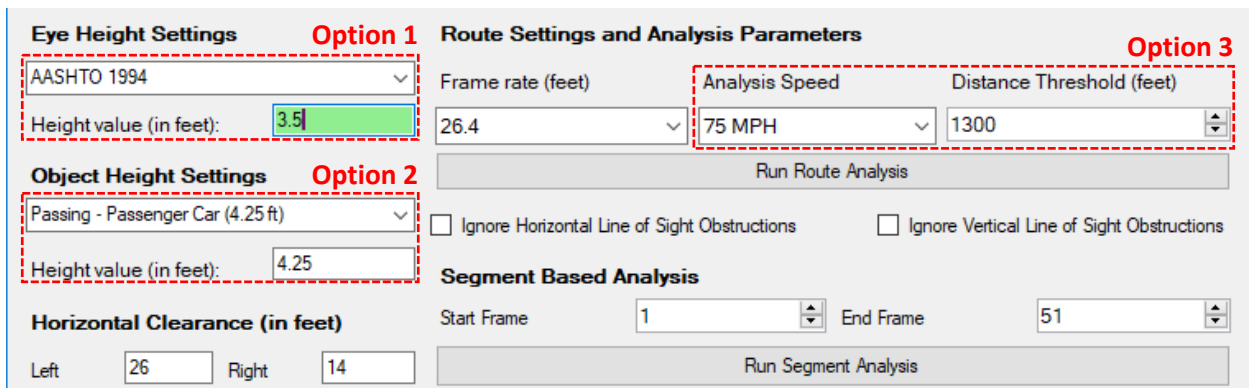 Eye Height Settings
Option 1
AASHTO 1994
Height value (in feet):
3.5
Object Height Settings
Option 2
Passing - Passenger Car (4.25 ft)
Height value (in feet):
4.25
Horizontal Clearance (in feet)
Left
26
Right
14
Route Settings and Analysis Parameters
Option 3
Frame rate (feet)
Analysis Speed
Distance Threshold (feet)
26.4
75 MPH
1300
Run Route Analysis
Ignore Horizontal Line of Sight Obstructions
Ignore Vertical Line of Sight Obstructions
Segment Based Analysis
Start Frame
1
End Frame
51
Run Segment Analysis